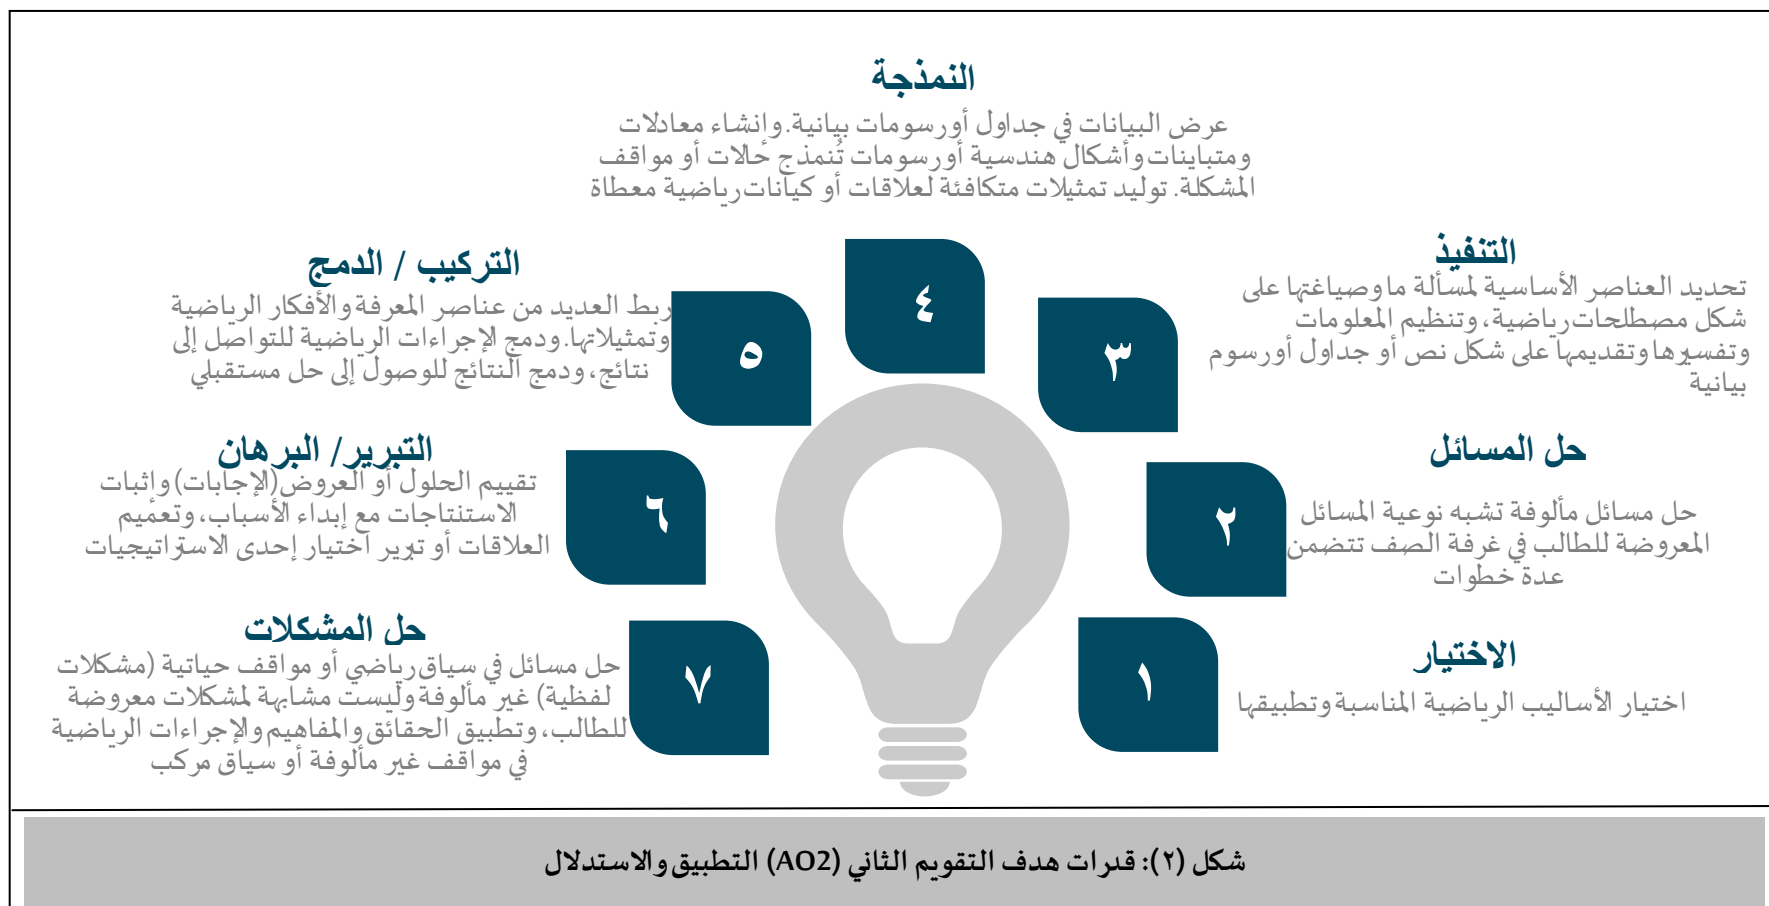 النمذجة
عرض البيانات في جداول أو رسومات بيانية. وإنشاء معادلات
ومتباينات وأشكال هندسية أو رسومات تُنمذج حالات أو مواقف
المشكلة. توليد تمثيلات متكافئة لعلاقات أو كيانات رياضية معطاة
٤
التنفيذ
تحديد العناصر الأساسية لمسألة ما وصياغتها على
شكل مصطلحات رياضية، وتنظيم المعلومات
وتفسيرها وتقديمها على شكل نص أو جداول أو رسوم
بيانية
٣
حل المسائل
حل مسائل مألوفة تشبه نوعية المسائل
المعروضة للطالب في غرفة الصف تتضمن
عدة خطوات
٢
الاختيار
اختيار الأساليب الرياضية المناسبة وتطبيقها
١
التركيب / الدمج
ربط العديد من عناصر المعرفة والأفكار الرياضية
وتمثيلاتها. ودمج الإجراءات الرياضية للتواصل إلى
نتائج، ودمج النتائج للوصول إلى حل مستقبلي
٥
التبرير/ البرهان
تقييم الحلول أو العروض (الإجابات) واثبات
الاستنتاجات مع إبداء الأسباب، وتعميم
العلاقات أو تبرير اختيار إحدى الاستراتيجيات
٦
حل المشكلات
حل مسائل في سياق رياضي أو مواقف حياتية (مشكلات
لفظية) غير مألوفة وليست مشابهة لمشكلات معروضة
للطالب، وتطبيق الحقائق والمفاهيم والإجراءات الرياضية
في مواقف غير مألوفة أو سياق مركب
٧
شكل (٢): قدرات هدف التقويم الثاني (AO2) التطبيق والاستدلال